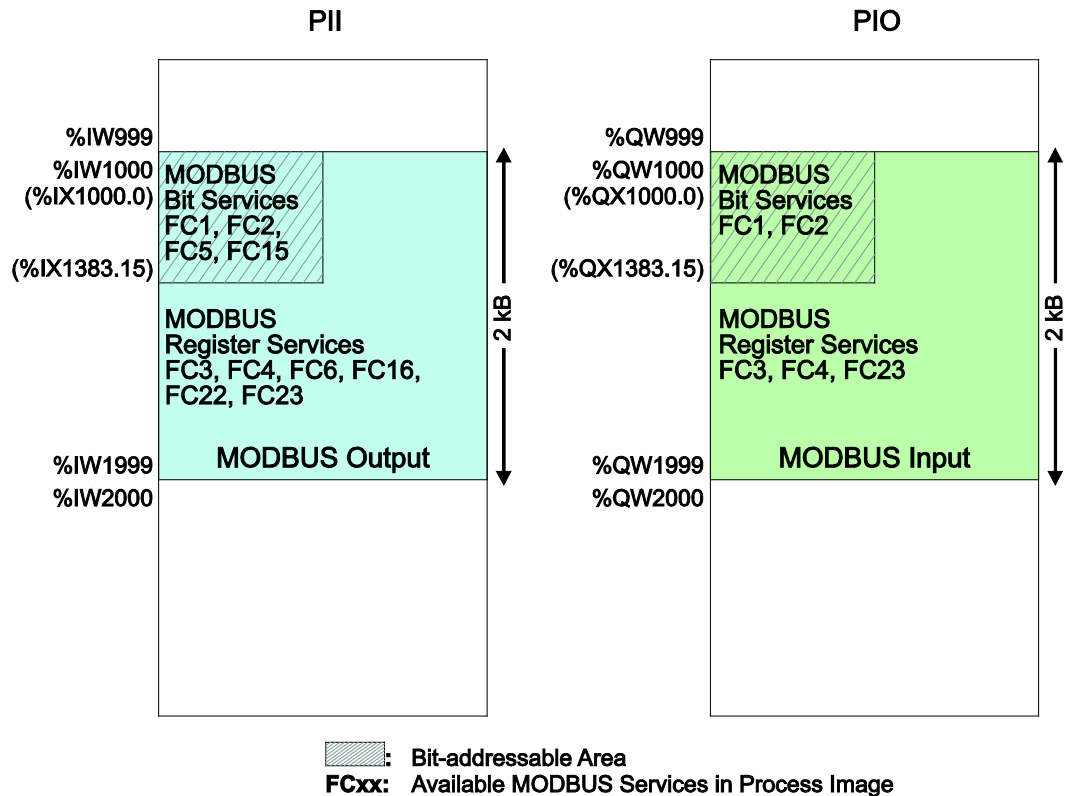 PII
%IW999
%IW1000
(%IX1000.0)
(%IX1383.15)
MODBUS
Bit Services
FC1, FC2,
FC5, FC15
MODBUS
Register Services
FC3, FC4, FC6, FC16,
FC22, FC23
%IW1999
MODBUS Output
%IW2000
2 kB
PIO
%QW999
%QW1000
(%QX1000.0)
(%QX1383.15)
MODBUS
Bit Services
FC1, FC2
MODBUS
Register Services
FC3, FC4, FC23
%QW1999
MODBUS Input
%QW2000
2 kB
: Bit-addressable Area
FCxx: Available MODBUS Services in Process Image